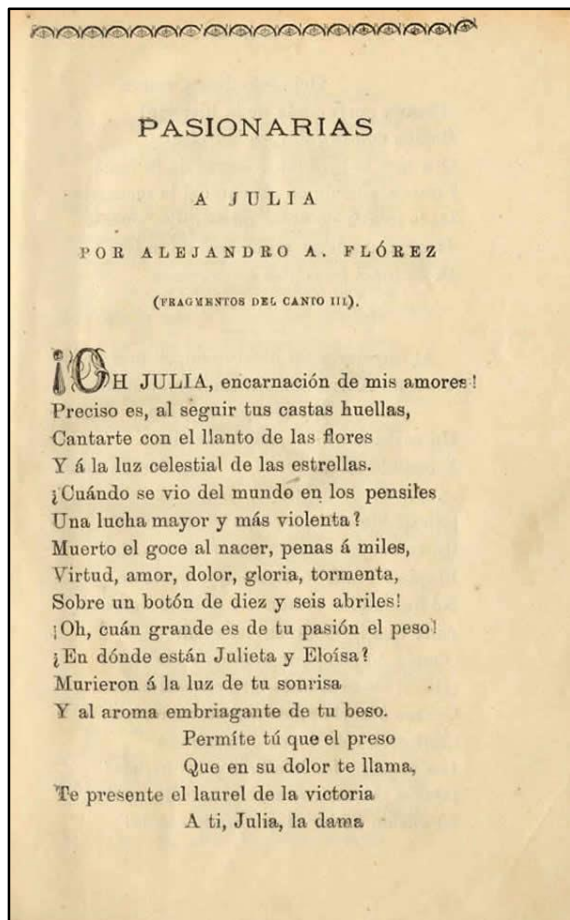 PASIONARIAS
A JULIA
POR ALEJANDRO A. FLÓREZ
(FRAGMENTOS DEL CANTO III).
¡OH JULIA, encarnación de mis amores!
Preciso es, al seguir tus castas huellas,
Cantarte con el llanto de las flores
Y á la luz celestial de las estrellas.
¿Cuándo se vio del mundo en los pensiles
Una lucha mayor y más violenta?
Muerto el goce al nacer, penas á miles,
Virtud, amor, dolor, gloria, tormenta,
Sobre un botón de diez y seis abriles!
¡Oh, cuán grande es de tu pasión el peso!
¿En dónde están Julieta y Eloísa?
Murieron á la luz de tu sonrisa
Y al aroma embriagante de tu beso.
Permíte tú que el preso
Que en su dolor te llama,
Te presente el laurel de la victoria
A ti, Julia, la dama